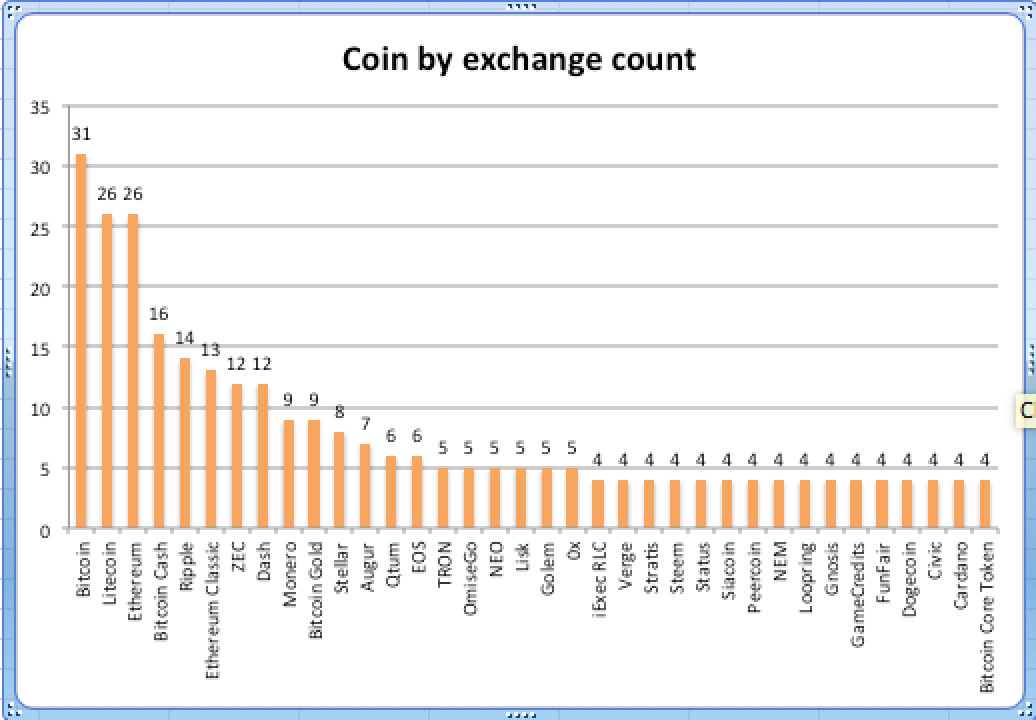 Coin by exchange count
35
30
25
20
15
10
5
0
31
26 26
16
14
13
12 12
9 9
8
7
6 6
5 5 5 5 5 5
4 4 4 4 4 4 4 4 4 4 4 4 4 4 4 4
Bitcoin
Litecoin
Ethereum
Bitcoin Cash
Ripple
Ethereum Classic
ZEC
Dash
Monero
Bitcoin Gold
Stellar
Augur
Qtum
EOS
TRON
OmiseGo
NEO
Lisk
Golem
0x
iExec RLC
Verge
Stratis
Steem
Status
Siacoin
Peercoin
NEM
Loopring
Gnosis
GameCredits
FunFair
Dogecoin
Civic
Cardano
Bitcoin Core Token
C